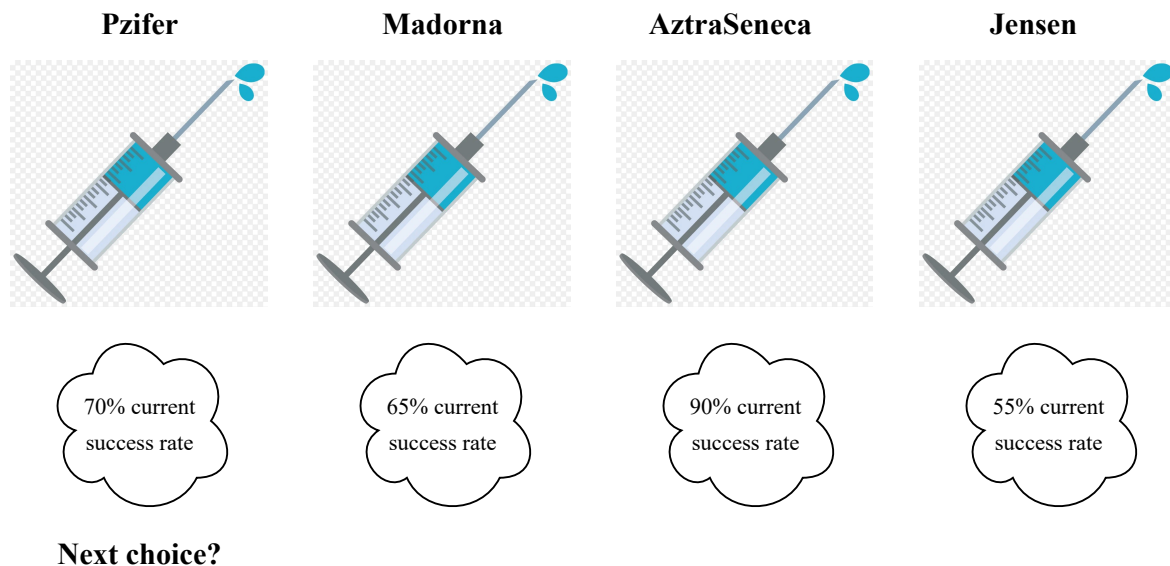 Pzifer Madorna AztraSeneca Jensen
70% current
success rate
65% current
success rate
90% current
success rate
55% current
success rate
Next choice?